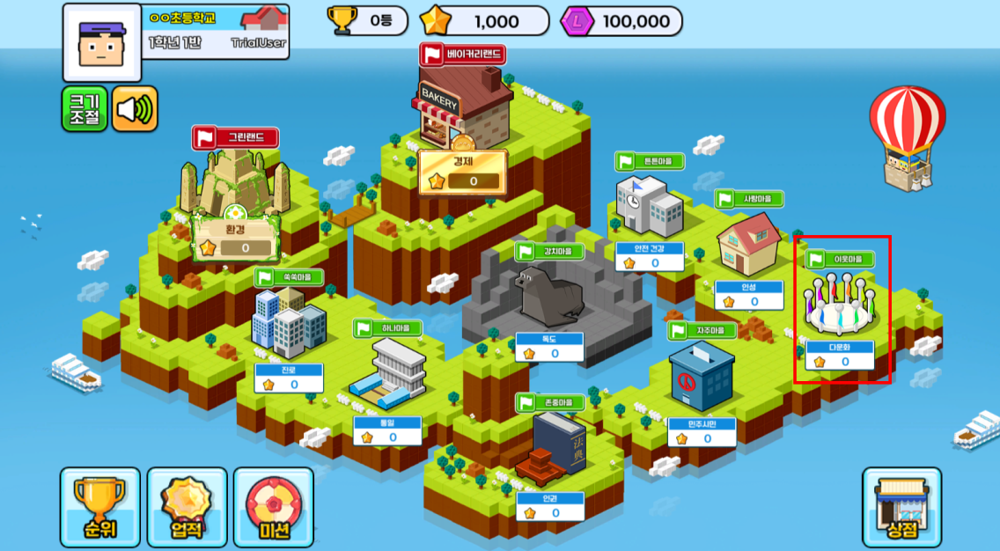 ㅇㅇ초등학교
1학년 1반 TrialUser
0등
1,000
L
100,000
크기
조절
베이커리랜드
BAKERY
경제
0
그린랜드
환경
0
튼튼마을
안전 건강
0
사랑마을
인성
0
이웃마을
다문화
0
강치마을
독도
0
쑥쑥마을
진로
0
하나마을
통일
0
자주마을
민주시민
0
존중마을
法典
인권
0
순위
업적
미션
상점